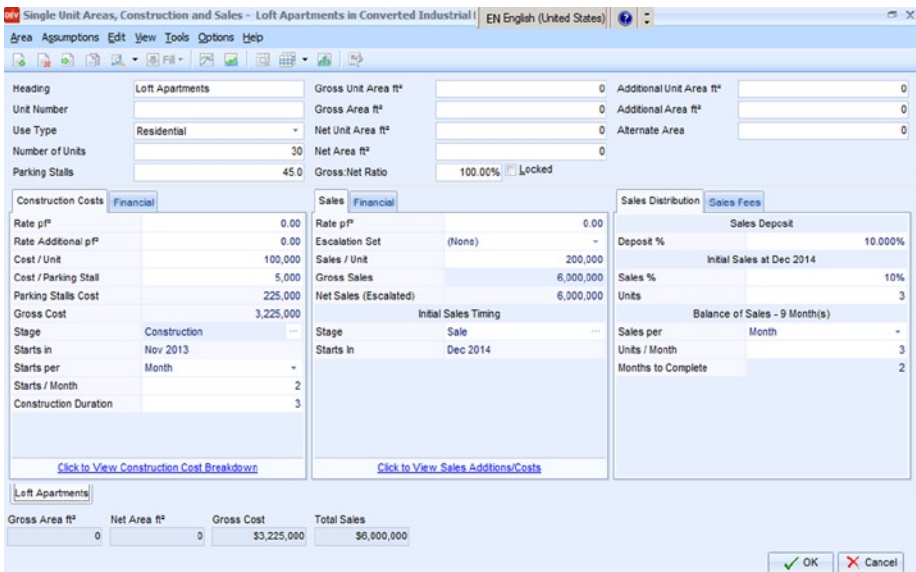 DEV Single Unit Areas, Construction and Sales - Loft Apartments in Converted Industrial
EN English (United States)
Area Assumptions Edit View Tools Options Help
Fill
Heading Loft Apartments Gross Unit Area ft² 0 Additional Unit Area ft² 0
Unit Number Gross Area ft² 0 Additional Area ft² 0
Use Type Residential Net Unit Area ft² 0 Alternate Area 0
Number of Units 30 Net Area ft² 0
Parking Stalls 45.0 Gross:Net Ratio 100.00% Locked
Construction Costs Financial
Rate pf² 0.00
Rate Additional pf² 0.00
Cost / Unit 100,000
Cost / Parking Stall 5,000
Parking Stalls Cost 225,000
Gross Cost 3,225,000
Stage Construction ...
Starts in Nov 2013
Starts per Month
Starts / Month 2
Construction Duration 3
Click to View Construction Cost Breakdown
Sales Financial
Rate pf² 0.00
Escalation Set (None)
Sales / Unit 200,000
Gross Sales 6,000,000
Net Sales (Escalated) 6,000,000
Initial Sales Timing
Stage Sale ...
Starts In Dec 2014
Click to View Sales Addtions/Costs
Sales Distribution Sales Fees
Sales Deposit
Deposit % 10.000%
Initial Sales at Dec 2014
Sales % 10%
Units 3
Balance of Sales - 9 Month(s)
Sales per Month
Units / Month 3
Months to Complete 2
Loft Apartments
Gross Area ft² Net Area ft² Gross Cost Total Sales
0 0 $3,225,000 $6,000,000
OK Cancel